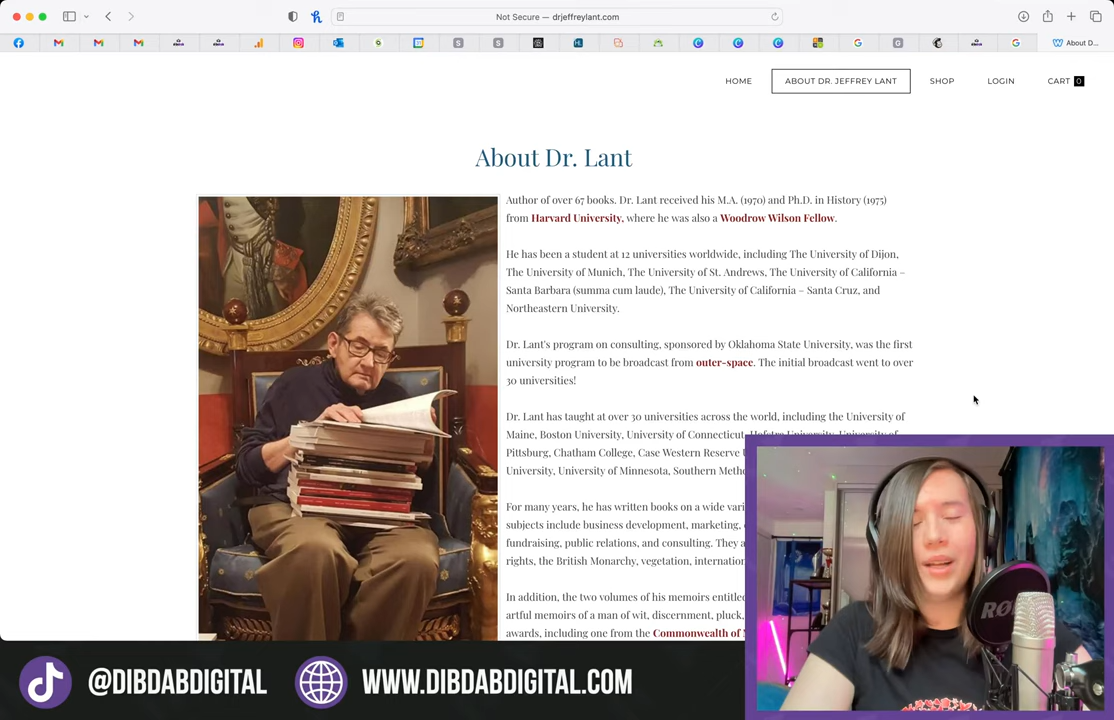 Not Secure — drjeffreylant.com
About D...
HOME
ABOUT DR. JEFFREY LANT
SHOP
LOGIN
CART 0
About Dr. Lant
Author of over 67 books. Dr. Lant received his M.A. (1970) and Ph.D. in History (1975)
from Harvard University, where he was also a Woodrow Wilson Fellow.
He has been a student at 12 universities worldwide, including The University of Dijon,
The University of Munich, The University of St. Andrews, The University of California –
Santa Barbara (summa cum laude), The University of California – Santa Cruz, and
Northeastern University.
Dr. Lant's program on consulting, sponsored by Oklahoma State University, was the first
university program to be broadcast from outer-space. The initial broadcast went to over
30 universities!
Dr. Lant has taught at over 30 universities across the world, including the University of
Maine, Boston University, University of Connecticut, Hofstra University, University of
Pittsburg, Chatham College, Case Western Reserve
University, University of Minnesota, Southern
For many years, he has written books on a wide
subjects include business development, marketing,
fundraising, public relations, and consulting. They
rights, the British Monarchy, vegetation,
In addition, the two volumes of his memoirs entitled
artful memoirs of a man of wit, discernment, pluck,
awards, including one from the Commonwealth of
RØDE
@DIBDABDIGITAL
WWW.DIBDABDIGITAL.COM